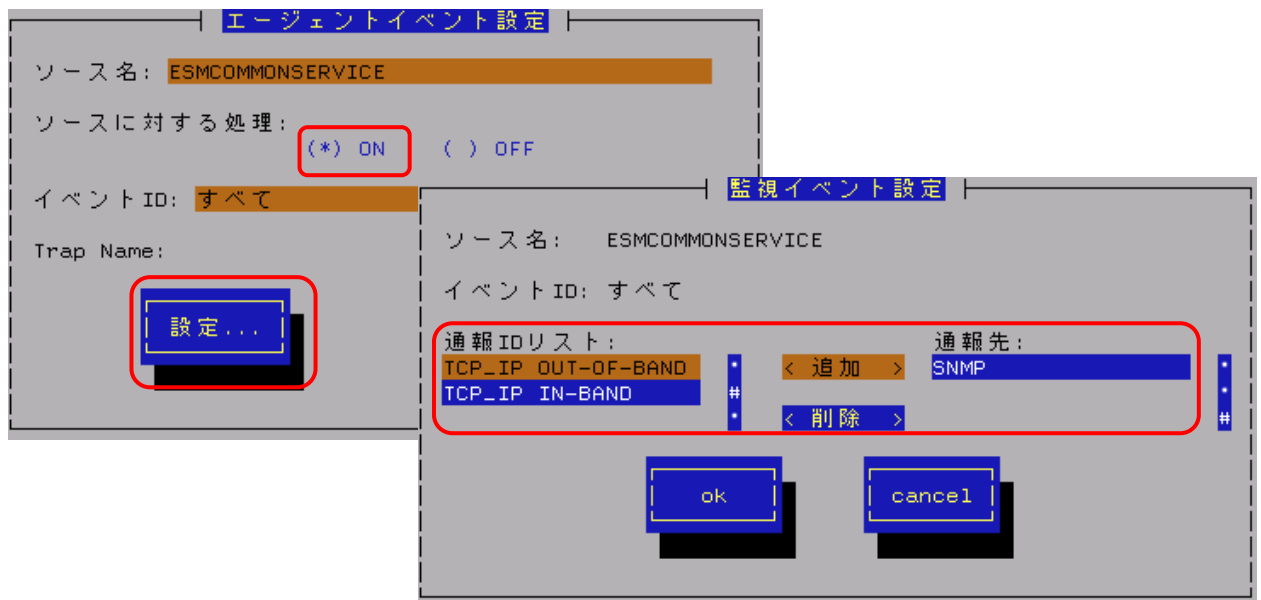 エージェントイベント設定
ソース名: ESMCOMMONSERVICE
ソースに対する処理:
(*) ON ( ) OFF
イベントID: すべて
Trap Name:
設定...
監視イベント設定
ソース名: ESMCOMMONSERVICE
イベントID: すべて
通報IDリスト: 通報先:
TCP_IP OUT-OF-BAND < 追加 > SNMP
TCP_IP IN-BAND #
< 削除 > #
ok cancel